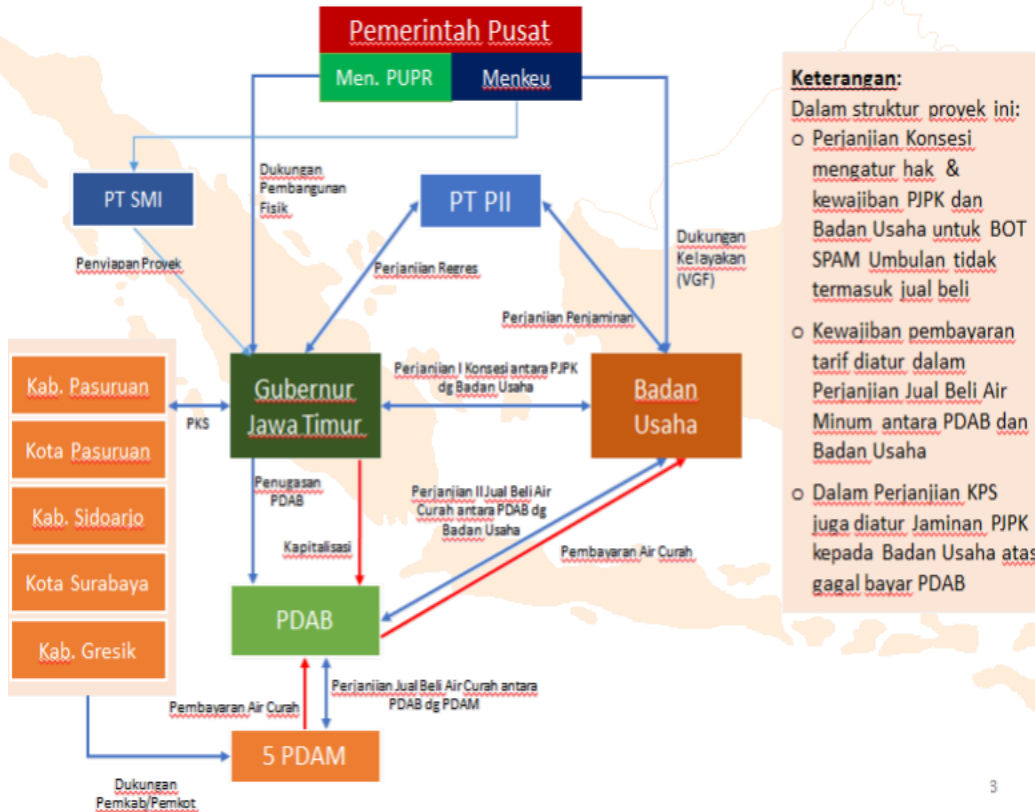 Pemerintah Pusat
Men. PUPR
Menkeu
PT SMI
Dukungan
Pembangunan
Fisik
PT PII
Penyiapan Proyek
Perjanjian Regres
Dukungan
Kelayakan
(VGF)
Perjanjian Penjaminan
Kab. Pasuruan
Kota Pasuruan
Kab. Sidoarjo
Kota Surabaya
Kab. Gresik
PKS
Gubernur
Jawa Timur
Perjanjian I Konsesi antara PJPK
dg Badan Usaha
Badan
Usaha
Penugasan
PDAB
Kapitalisasi
Perjanjian II Jual Beli Air
Curah antara PDAB dg
Badan Usaha
Pembayaran Air Curah
PDAB
Pembayaran Air Curah
Perjanjian Jual Beli Air Curah antara
PDAB dg PDAM
5 PDAM
Dukungan
Pemkab/Pemkot
Keterangan:
Dalam struktur proyek ini:
o Perjanjian Konsesi
mengatur hak &
kewajiban PJPK dan
Badan Usaha untuk BOT
SPAM Umbulan tidak
termasuk jual beli
o Kewajiban pembayaran
tarif diatur dalam
Perjanjian Jual Beli Air
Minum antara PDAB dan
Badan Usaha
o Dalam Perjanjian KPS
juga diatur Jaminan PJPK
kepada Badan Usaha atas
gagal bayar PDAB
3